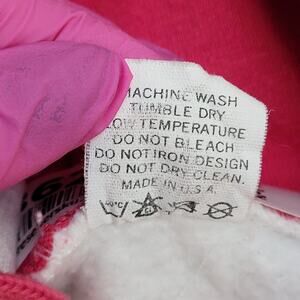 MACHINE WASH
TUMBLE DRY
LOW TEMPERATURE
DO NOT BLEACH
DO NOT IRON DESIGN
DO NOT DRY CLEAN.
MADE IN U.S.A.